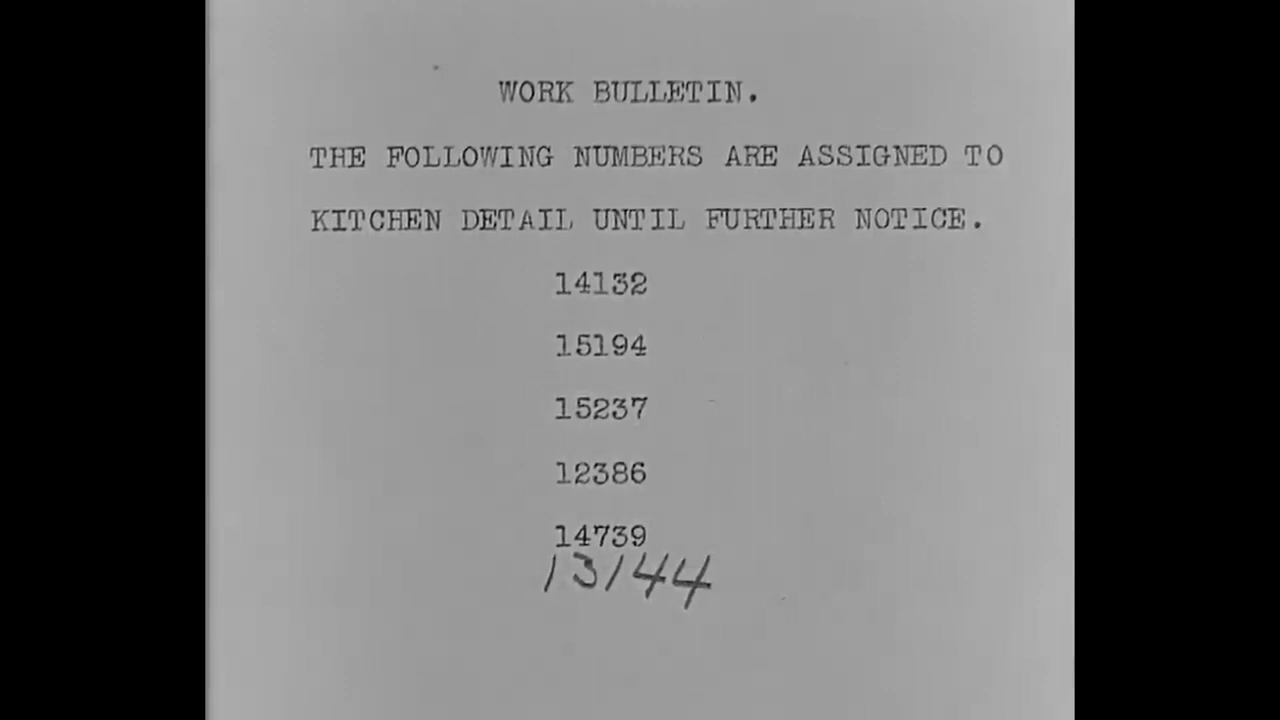 WORK BULLETIN.
THE FOLLOWING NUMBERS ARE ASSIGNED TO
KITCHEN DETAIL UNTIL FURTHER NOTICE.
14132
15194
15237
12386
14739
13144